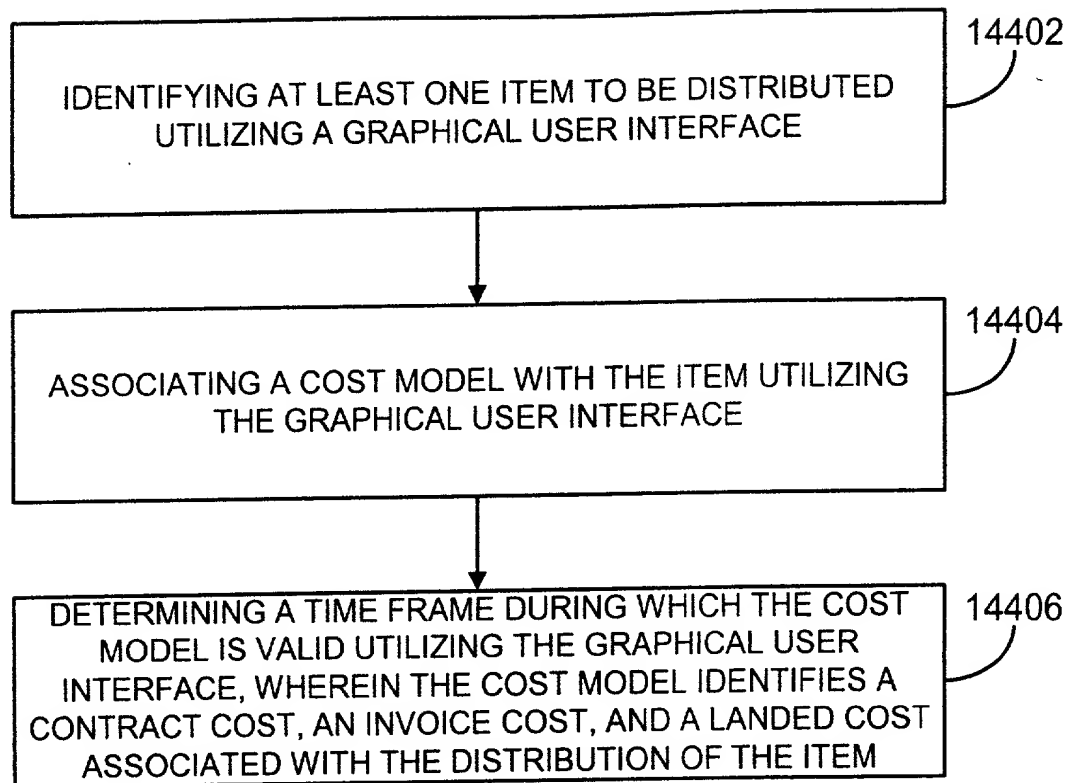 14402
IDENTIFYING AT LEAST ONE ITEM TO BE DISTRIBUTED
UTILIZING A GRAPHICAL USER INTERFACE
14404
ASSOCIATING A COST MODEL WITH THE ITEM UTILIZING
THE GRAPHICAL USER INTERFACE
14406
DETERMINING A TIME FRAME DURING WHICH THE COST
MODEL IS VALID UTILIZING THE GRAPHICAL USER
INTERFACE, WHEREIN THE COST MODEL IDENTIFIES A
CONTRACT COST, AN INVOICE COST, AND A LANDED COST
ASSOCIATED WITH THE DISTRIBUTION OF THE ITEM